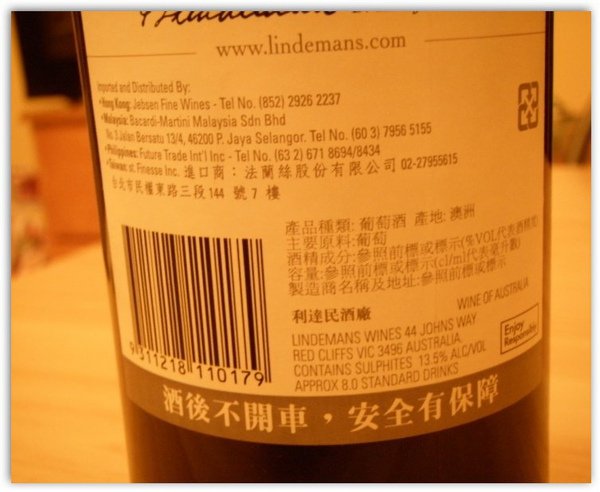 www.lindemans.com
Imported and Distributed By:
•Hong Kong: Jebsen Fine Wines - Tel No. (852) 2926 2237
•Malaysia: Bacardi-Martini Malaysia Sdn Bhd
No. 3 Jalan Bersatu 13/4, 46200 P. Jaya Selangor. Tel No. (60 3) 7956 5155
•Philippines: Future Trade Int'l Inc - Tel No. (63 2) 671 8694/8434
•Taiwan: st. Finesse Inc. 進口商：法蘭絲股份有限公司 02-27955615
台北市民權東路三段144 號 7 樓
產品種類: 葡萄酒 產地: 澳洲
主要原料:葡萄
酒精成分:參照前標或標示(%VOL代表酒精度)
容量:參照前標或標示(cl/ml代表毫升數)
製造商名稱及地址:參照前標或標示
利達民酒廠
WINE OF AUSTRALIA
LINDEMANS WINES 44 JOHNS WAY
RED CLIFFS VIC 3496 AUSTRALIA.
CONTAINS SULPHITES 13.5% ALC/VOL
APPROX 8.0 STANDARD DRINKS
Enjoy
Responsibly
9 311218 110179
酒後不開車，安全有保障